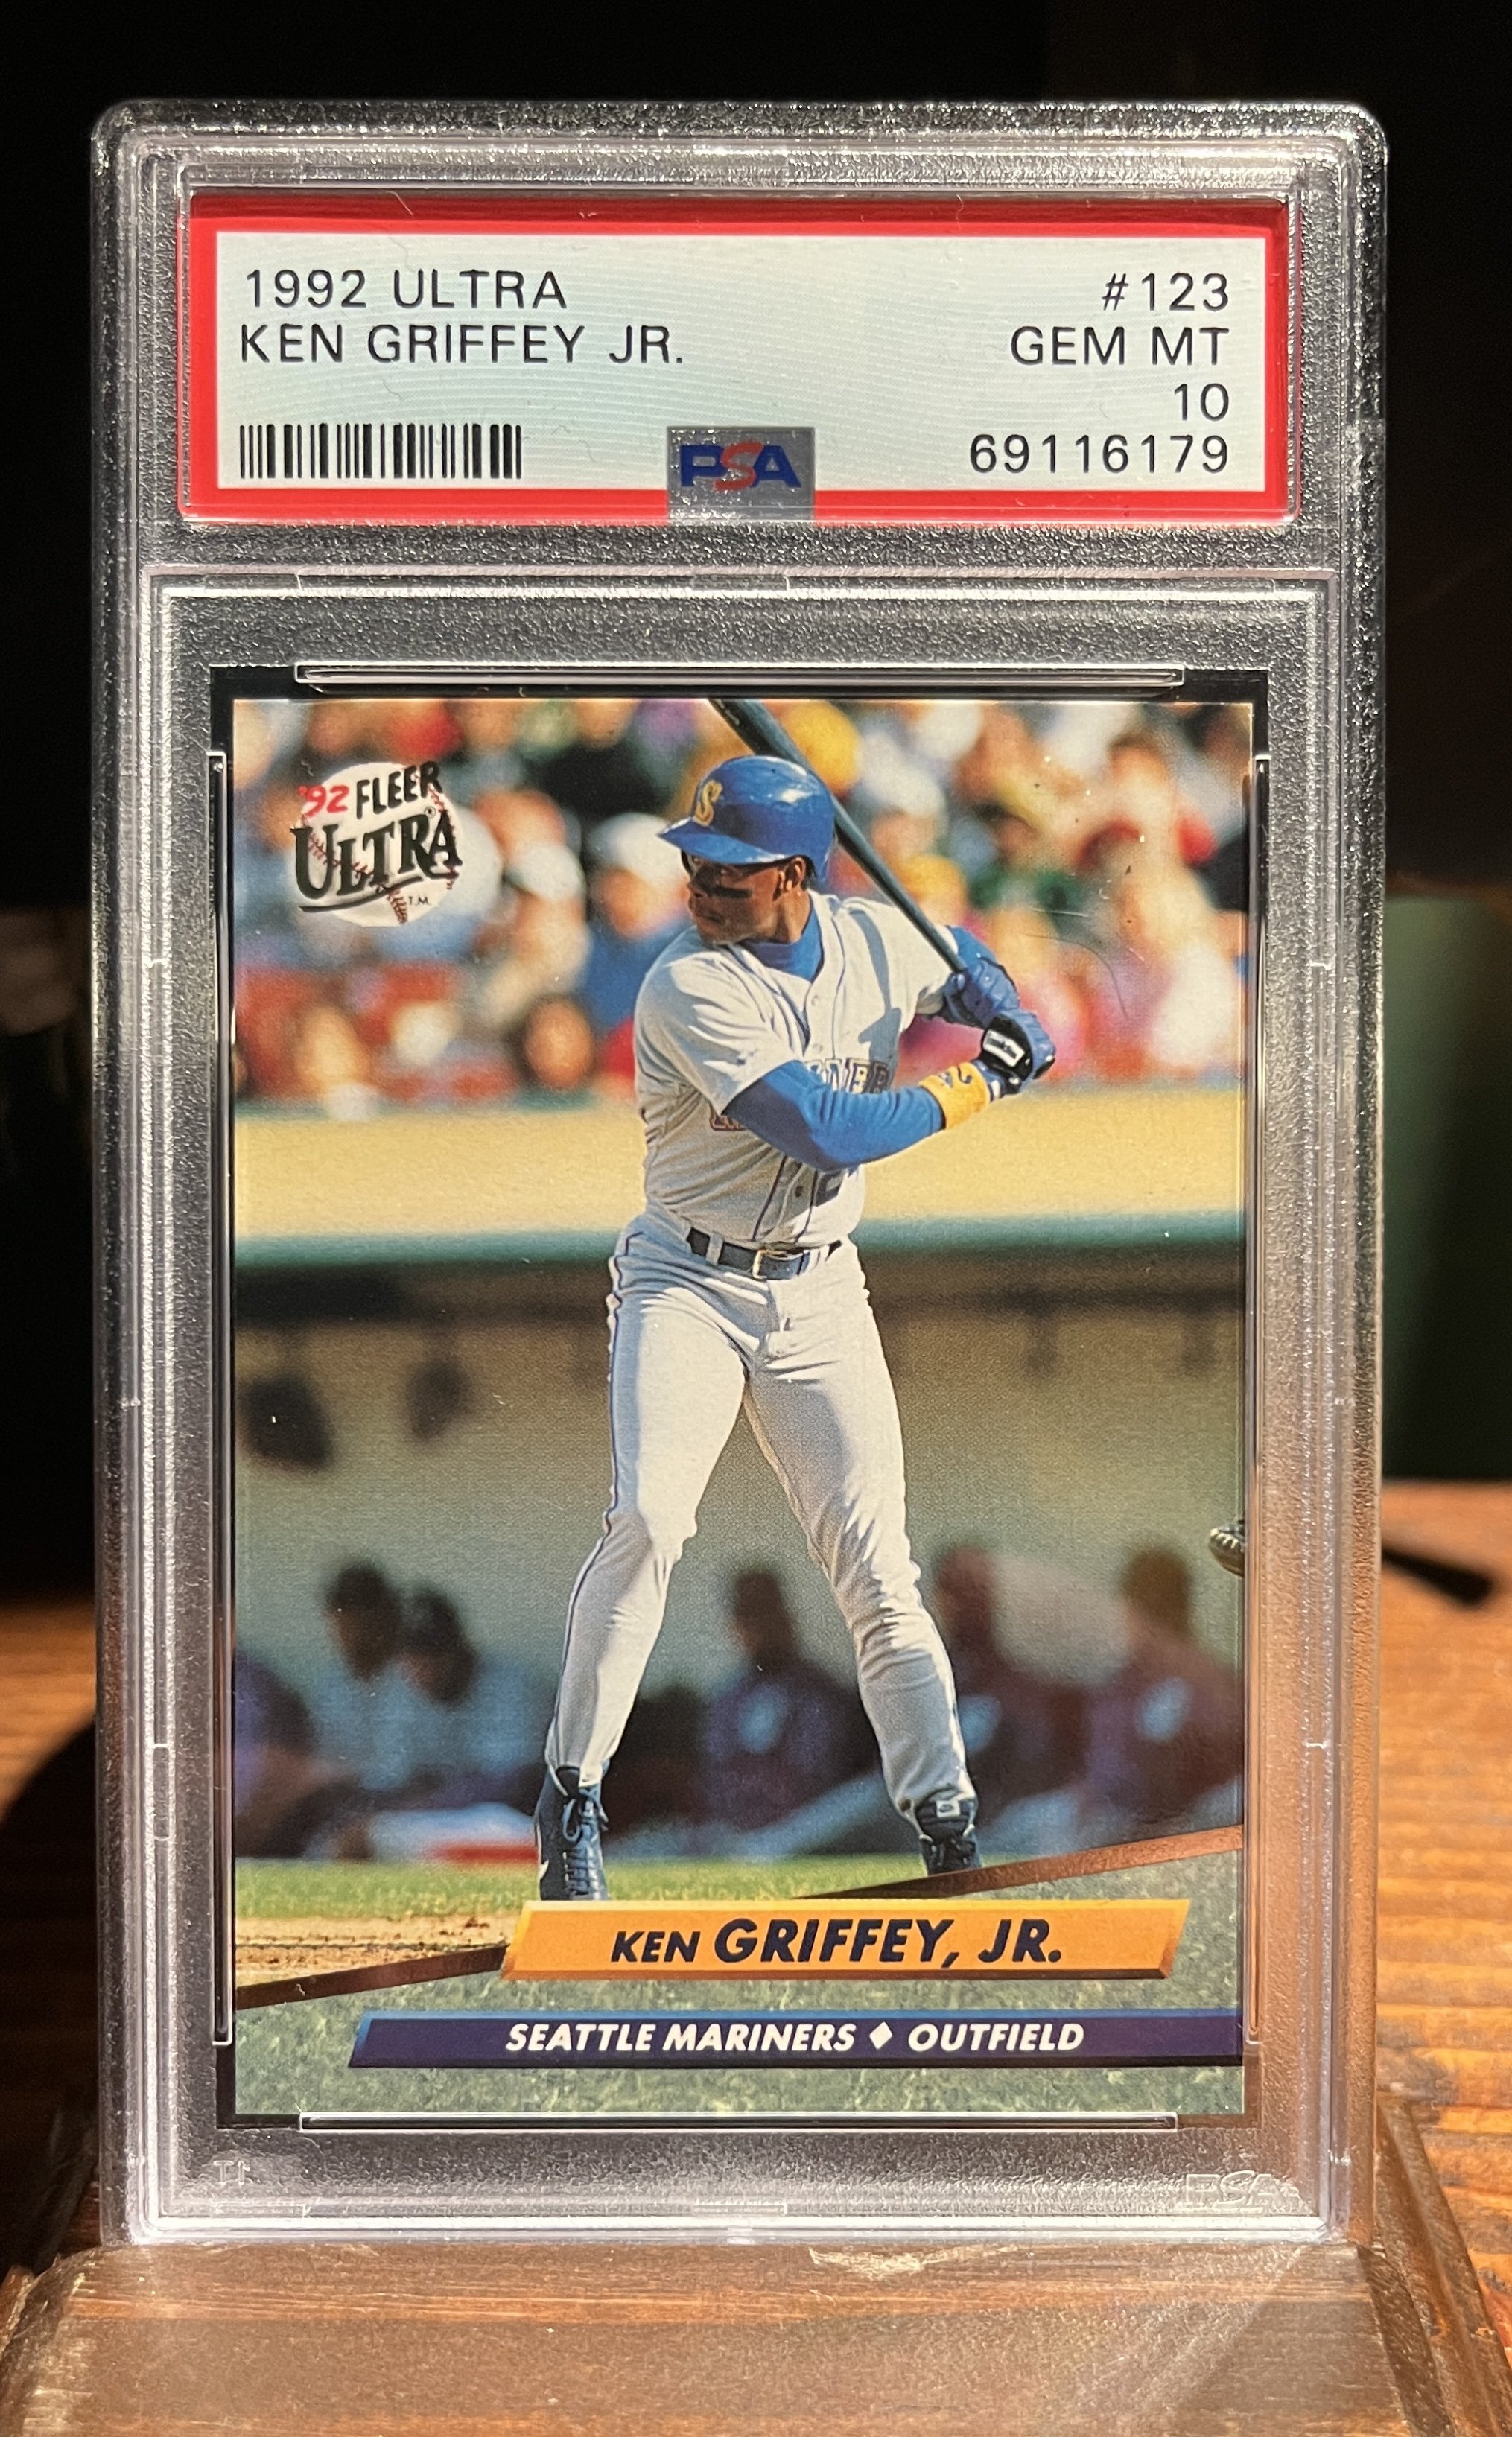 1992 ULTRA #123
KEN GRIFFEY JR. GEM MT
10
PSA 69116179
'92 FLEER
ULTRA®
T.M.
S
KEN GRIFFEY, JR.
SEATTLE MARINERS ♦ OUTFIELD
PSA